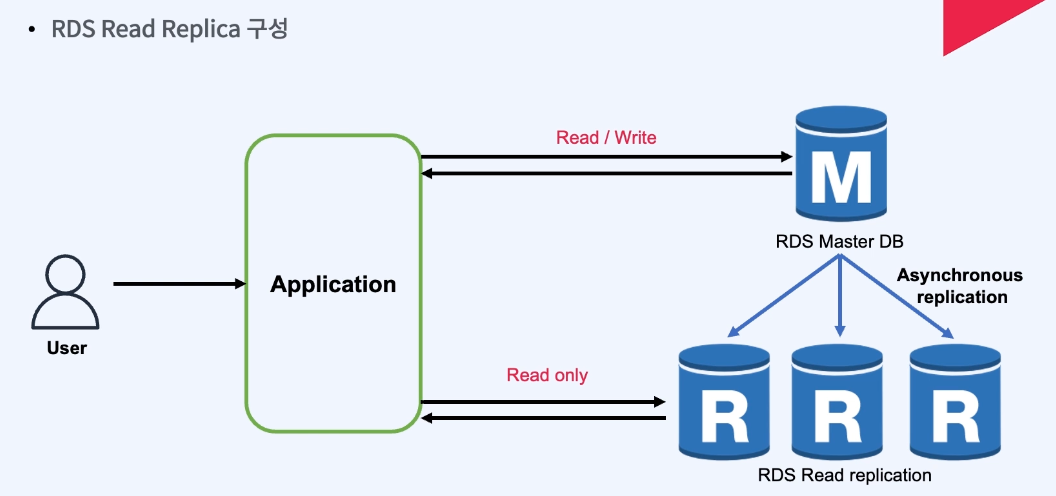 • RDS Read Replica 구성
Read / Write
M
RDS Master DB
Asynchronous
replication
Application
User
Read only
R R R
RDS Read replication